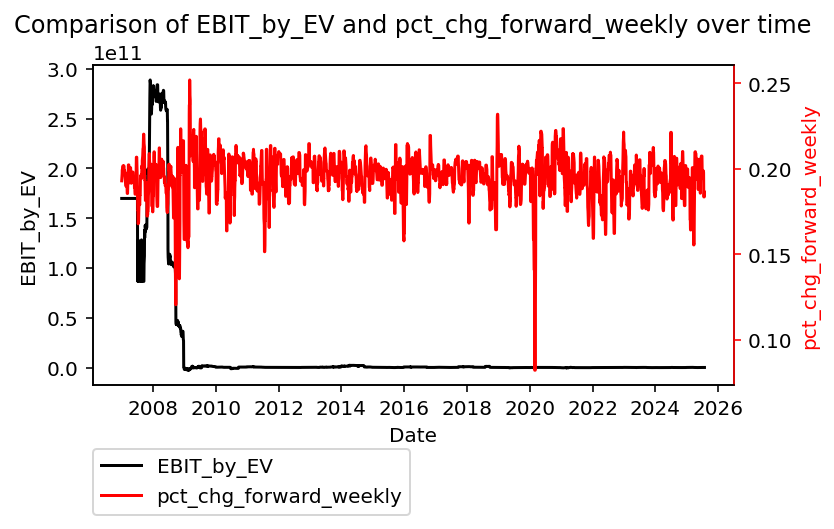 Comparison of EBIT_by_EV and pct_chg_forward_weekly over time
1e11
3.0
2.5
2.0
1.5
1.0
0.5
0.0
EBIT_by_EV
0.25
0.20
0.15
0.10
pct_chg_forward_weekly
2008 2010 2012 2014 2016 2018 2020 2022 2024 2026
Date
EBIT_by_EV
pct_chg_forward_weekly